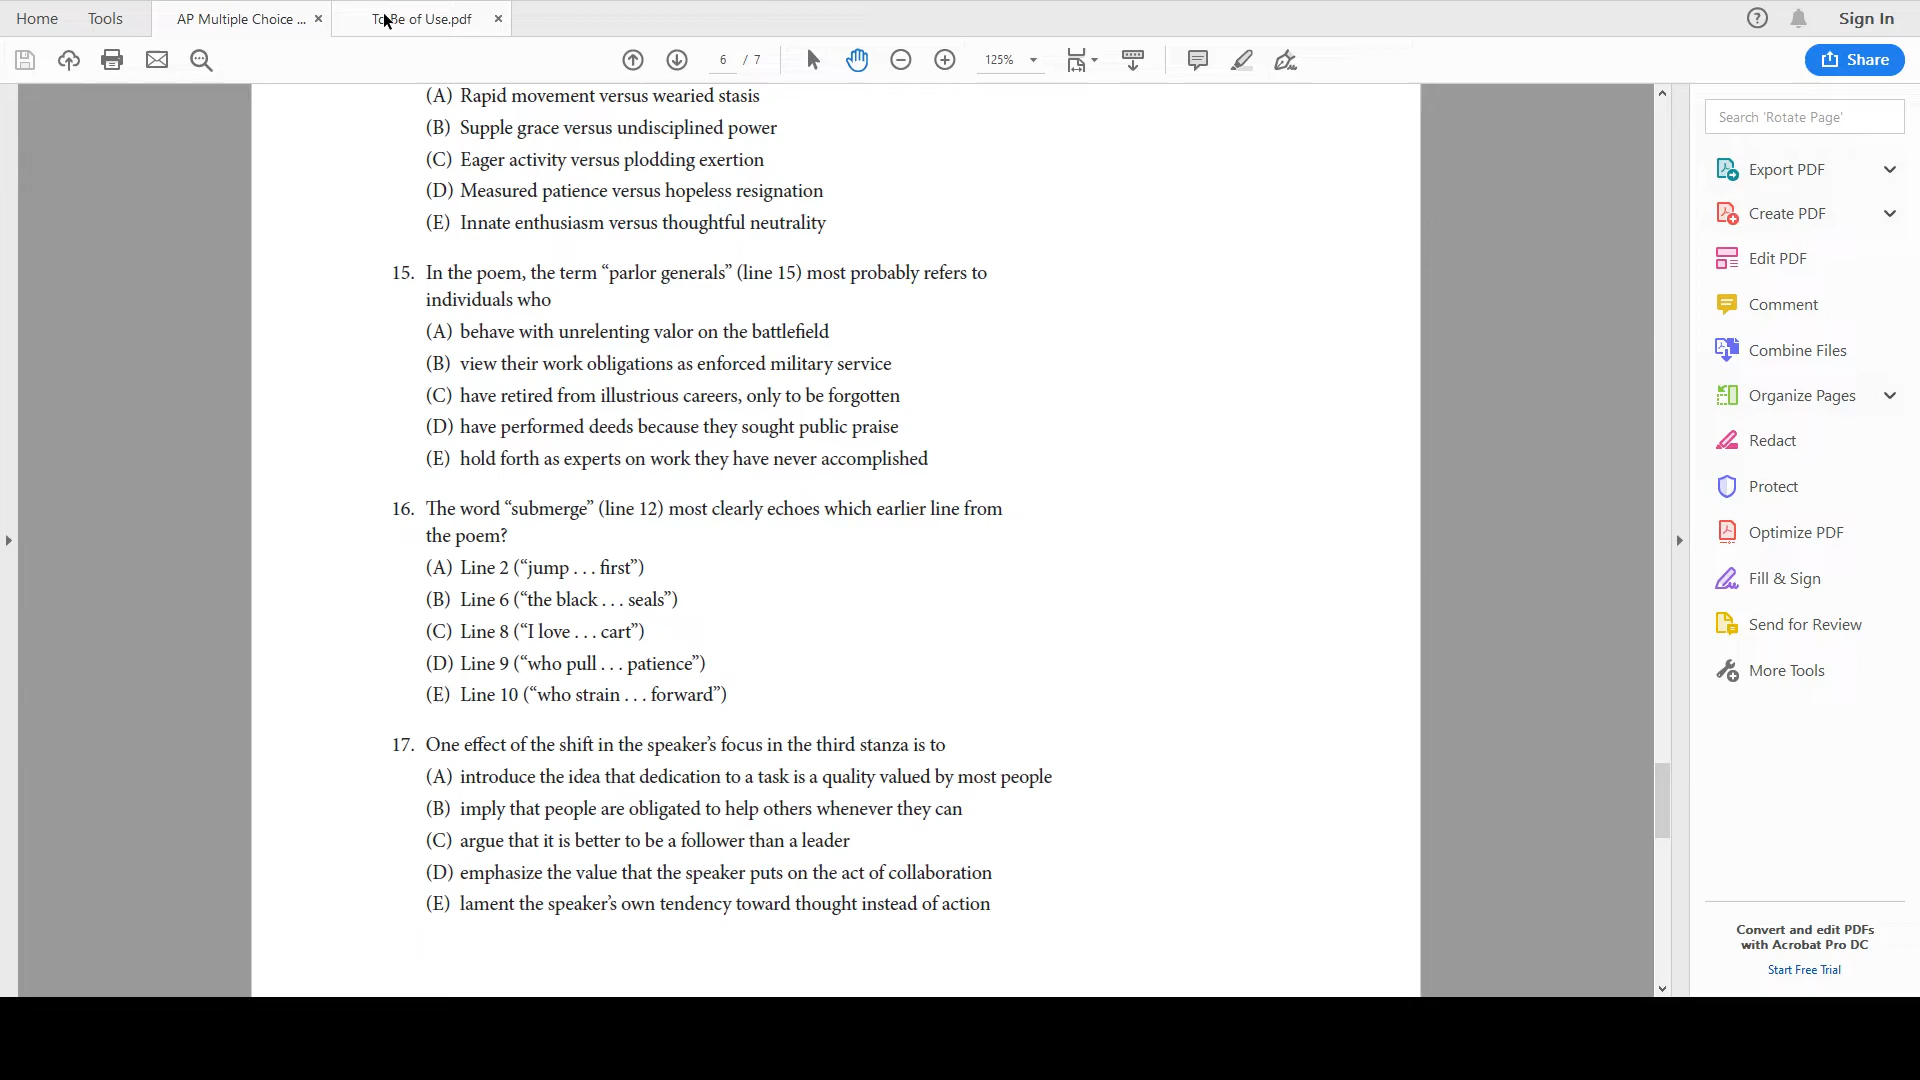 Home Tools AP Multiple Choice ... × To Be of Use.pdf × Sign In
6 / 7 125% Share
(A) Rapid movement versus wearied stasis
(B) Supple grace versus undisciplined power
(C) Eager activity versus plodding exertion
(D) Measured patience versus hopeless resignation
(E) Innate enthusiasm versus thoughtful neutrality
15. In the poem, the term “parlor generals” (line 15) most probably refers to
individuals who
(A) behave with unrelenting valor on the battlefield
(B) view their work obligations as enforced military service
(C) have retired from illustrious careers, only to be forgotten
(D) have performed deeds because they sought public praise
(E) hold forth as experts on work they have never accomplished
16. The word “submerge” (line 12) most clearly echoes which earlier line from
the poem?
(A) Line 2 (“jump . . . first”)
(B) Line 6 (“the black . . . seals”)
(C) Line 8 (“I love . . . cart”)
(D) Line 9 (“who pull . . . patience”)
(E) Line 10 (“who strain . . . forward”)
17. One effect of the shift in the speaker’s focus in the third stanza is to
(A) introduce the idea that dedication to a task is a quality valued by most people
(B) imply that people are obligated to help others whenever they can
(C) argue that it is better to be a follower than a leader
(D) emphasize the value that the speaker puts on the act of collaboration
(E) lament the speaker’s own tendency toward thought instead of action
Search 'Rotate Page'
Export PDF
Create PDF
Edit PDF
Comment
Combine Files
Organize Pages
Redact
Protect
Optimize PDF
Fill & Sign
Send for Review
More Tools
Convert and edit PDFs
with Acrobat Pro DC
Start Free Trial